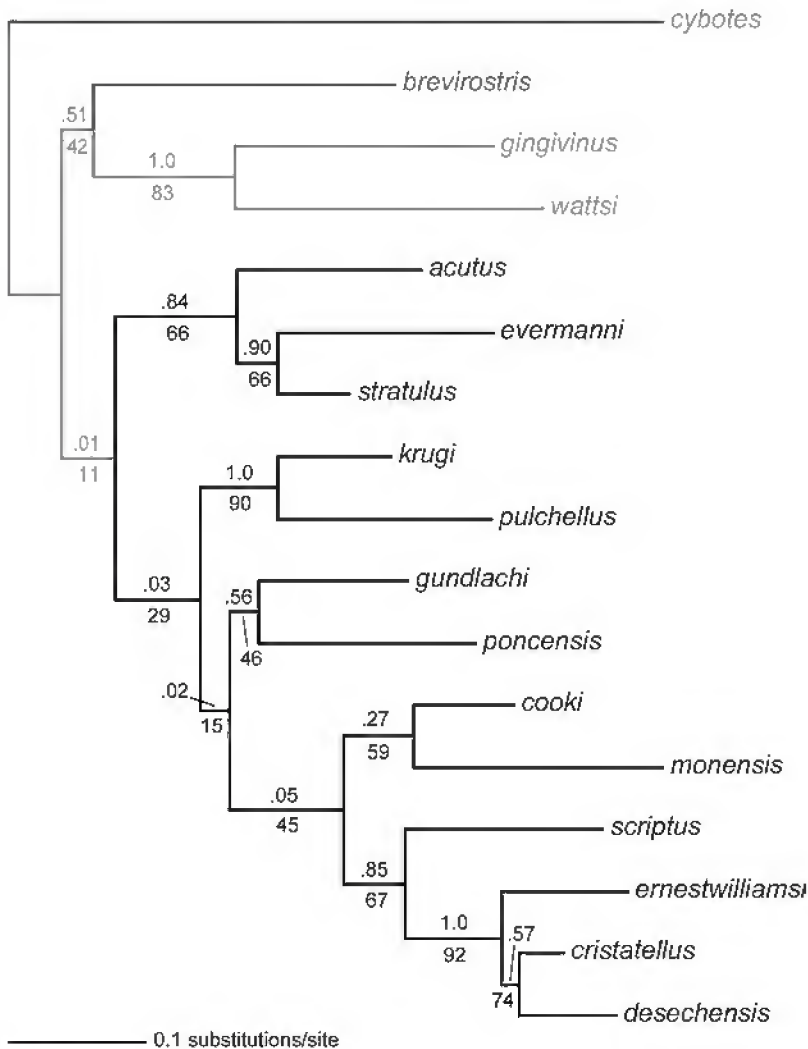 cybotes
brevirostris
.51
42
gingivinus
1.0
83
wattsi
acutus
.84
66
evermanni
.90
66
stratulus
krugi
.01
11
1.0
90
pulchellus
gundlachi
.03
29
.56
46
poncensis
.02
15
cooki
.27
59
monensis
.05
45
scriptus
.85
67
ernestwilliamsi
1.0
92
.57
cristatellus
74
desechensis
0.1 substitutions/site